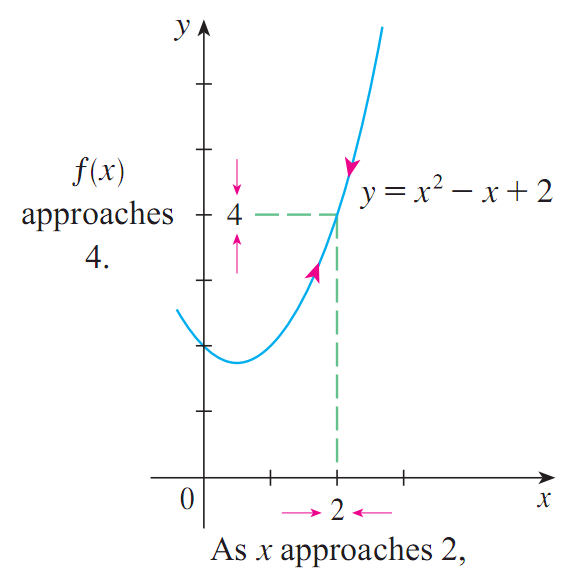 y
f(x)
approaches
4.
4
y = x² − x + 2
0
2
x
As x approaches 2,